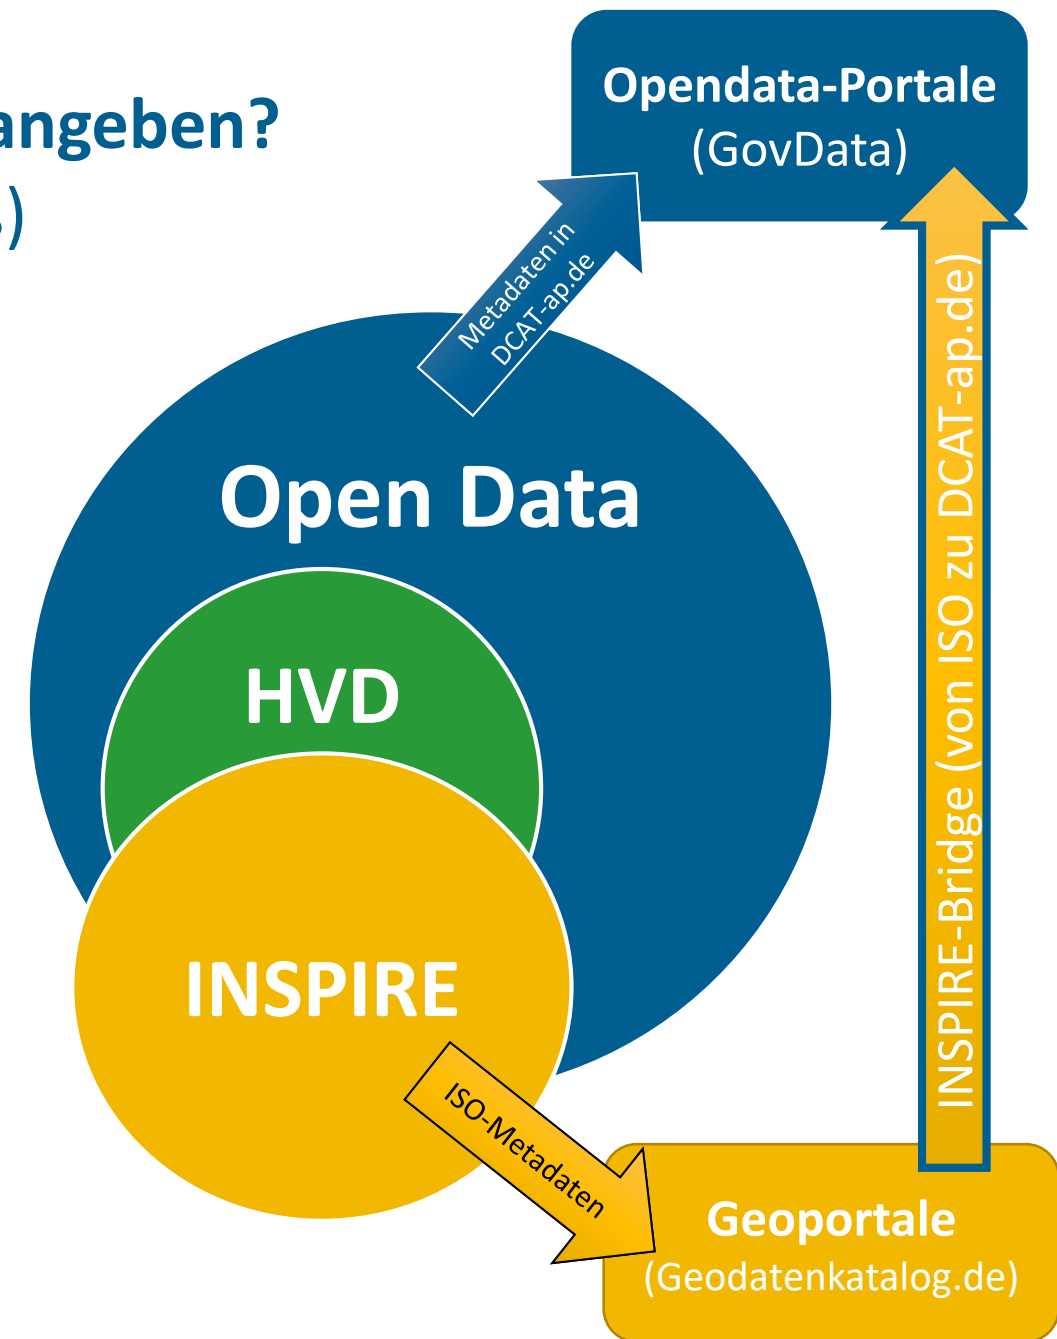 angeben?
)
Opendata-Portale
(GovData)
Metadaten in
DCAT-ap.de
Open Data
HVD
INSPIRE
ISO-Metadaten
INSPIRE-Bridge (von ISO zu DCAT-ap.de)
Geoportale
(Geodatenkatalog.de)